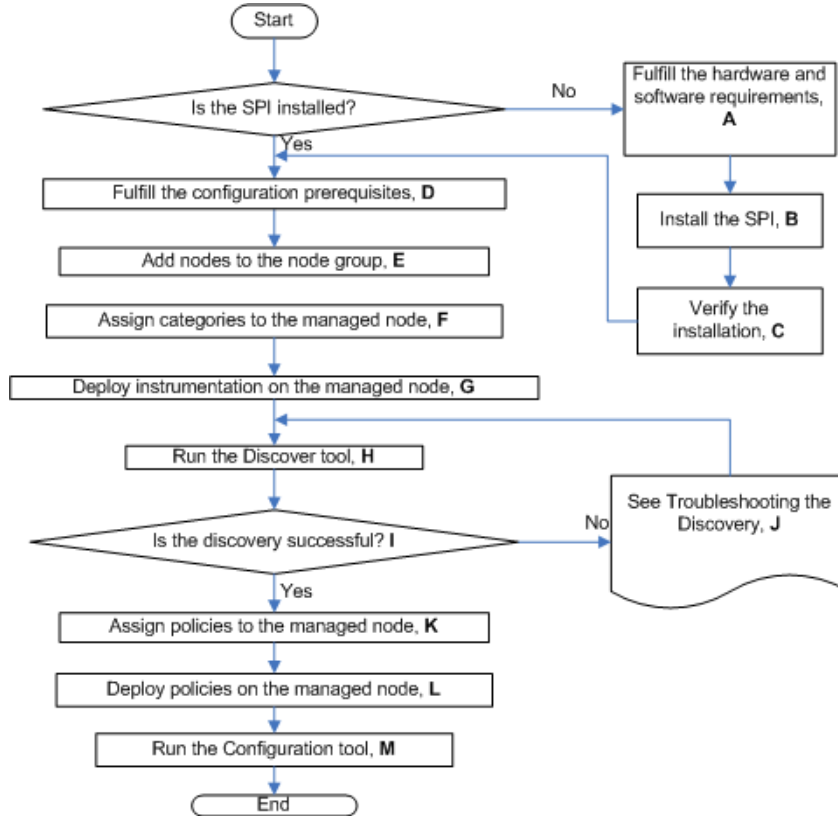 Start
Is the SPI installed?
No
Fulfill the hardware and
software requirements,
A
Yes
Fulfill the configuration prerequisites, D
Install the SPI, B
Add nodes to the node group, E
Verify the
installation, C
Assign categories to the managed node, F
Deploy instrumentation on the managed node, G
Run the Discover tool, H
See Troubleshooting the
Discovery, J
Is the discovery successful? I
No
Yes
Assign policies to the managed node, K
Deploy policies on the managed node, L
Run the Configuration tool, M
End